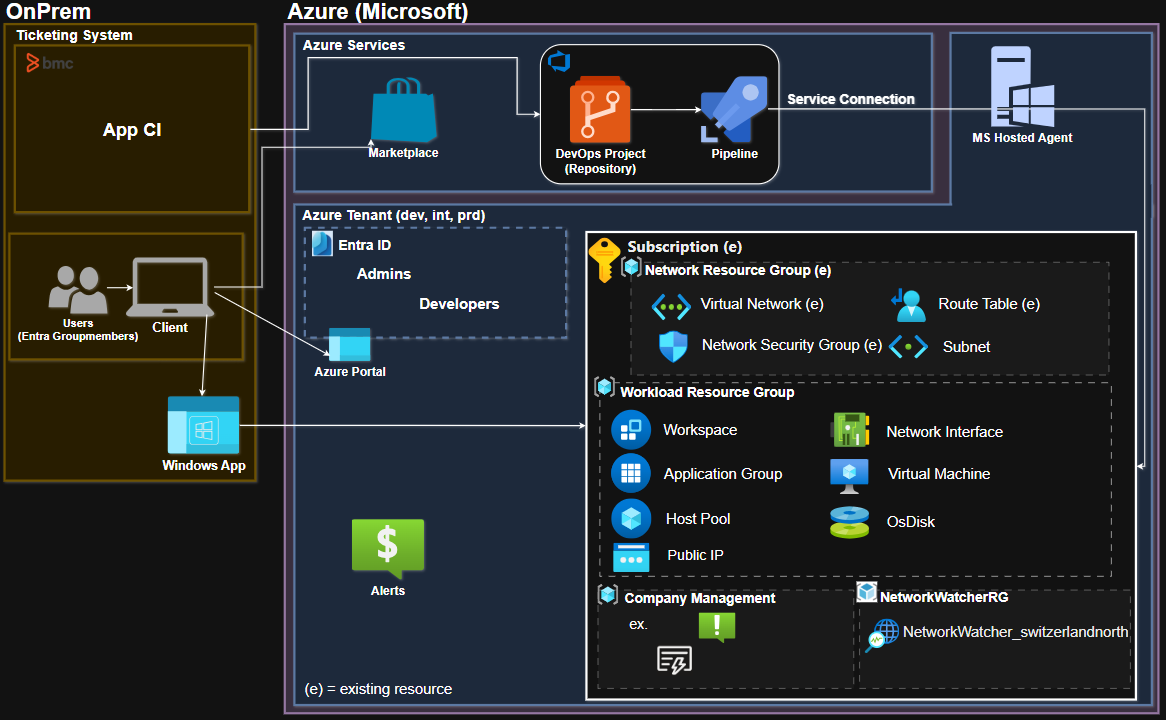 OnPrem
Azure (Microsoft)
Ticketing System
bmc
App CI
Azure Services
Marketplace
DevOps Project
(Repository)
Pipeline
Service Connection
MS Hosted Agent
Users
(Entra Groupmembers)
Client
Windows App
Azure Tenant (dev, int, prd)
Entra ID
Admins
Developers
Azure Portal
$
Alerts
(e) = existing resource
Subscription (e)
Network Resource Group (e)
Virtual Network (e)
Route Table (e)
Network Security Group (e)
Subnet
Workload Resource Group
Workspace
Network Interface
Application Group
Virtual Machine
Host Pool
OsDisk
Public IP
Company Management
ex.
!
NetworkWatcherRG
NetworkWatcher_switzerlandnorth